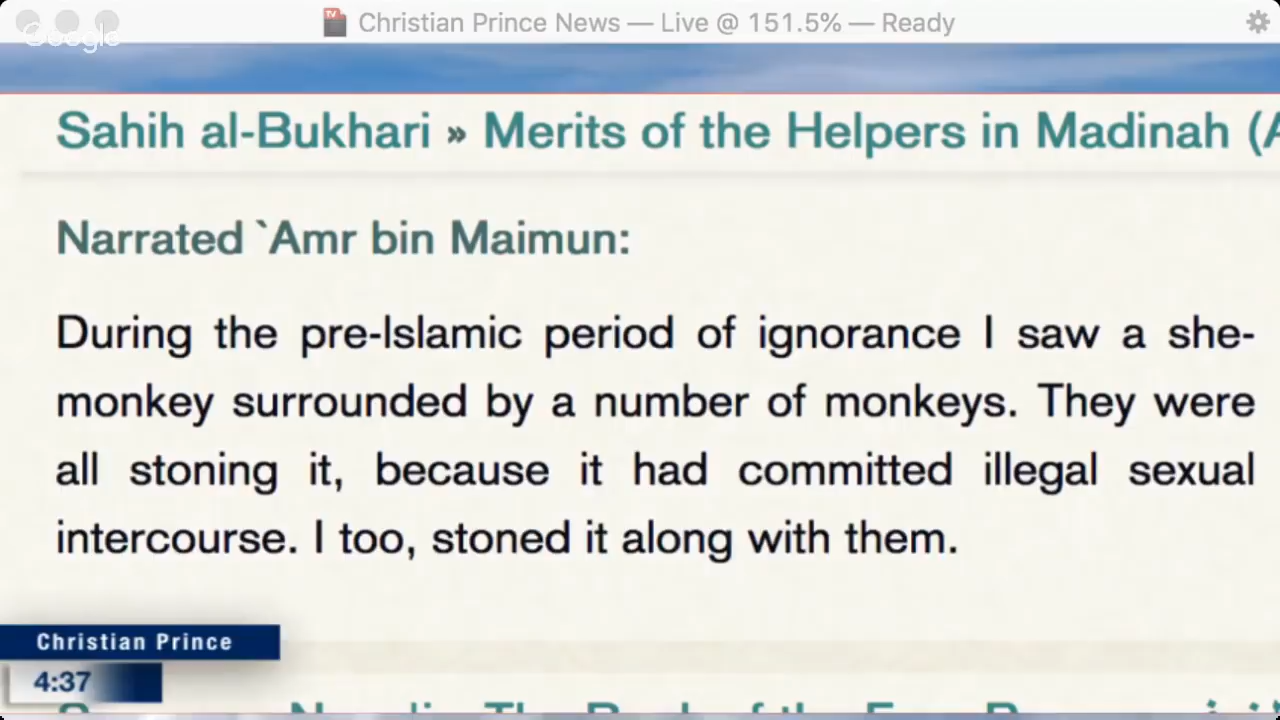 Christian Prince News — Live @ 151.5% — Ready
Google
Sahih al-Bukhari » Merits of the Helpers in Madinah (A
Narrated `Amr bin Maimun:
During the pre-Islamic period of ignorance I saw a she-
monkey surrounded by a number of monkeys. They were
all stoning it, because it had committed illegal sexual
intercourse. I too, stoned it along with them.
Christian Prince
4:37